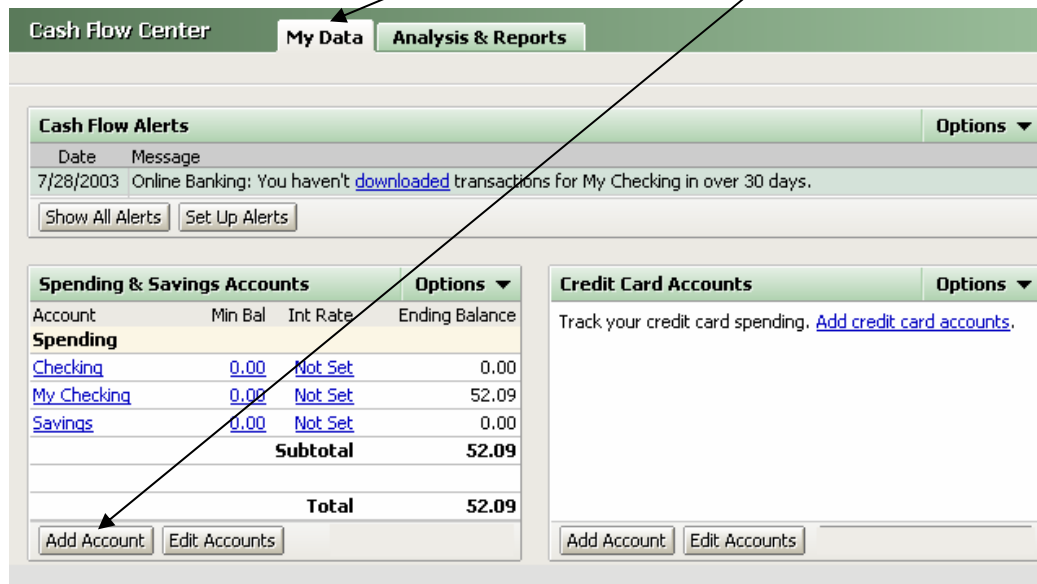 Cash Flow Center
My Data
Analysis & Reports
Cash Flow Alerts
Options
Date Message
7/28/2003 Online Banking: You haven't downloaded transactions for My Checking in over 30 days.
Show All Alerts Set Up Alerts
Spending & Savings Accounts Options
Account Min Bal Int Rate Ending Balance
Spending
Checking 0.00 Not Set 0.00
My Checking 0.00 Not Set 52.09
Savings 0.00 Not Set 0.00
Subtotal 52.09
Total 52.09
Add Account Edit Accounts
Credit Card Accounts Options
Track your credit card spending. Add credit card accounts.
Add Account Edit Accounts